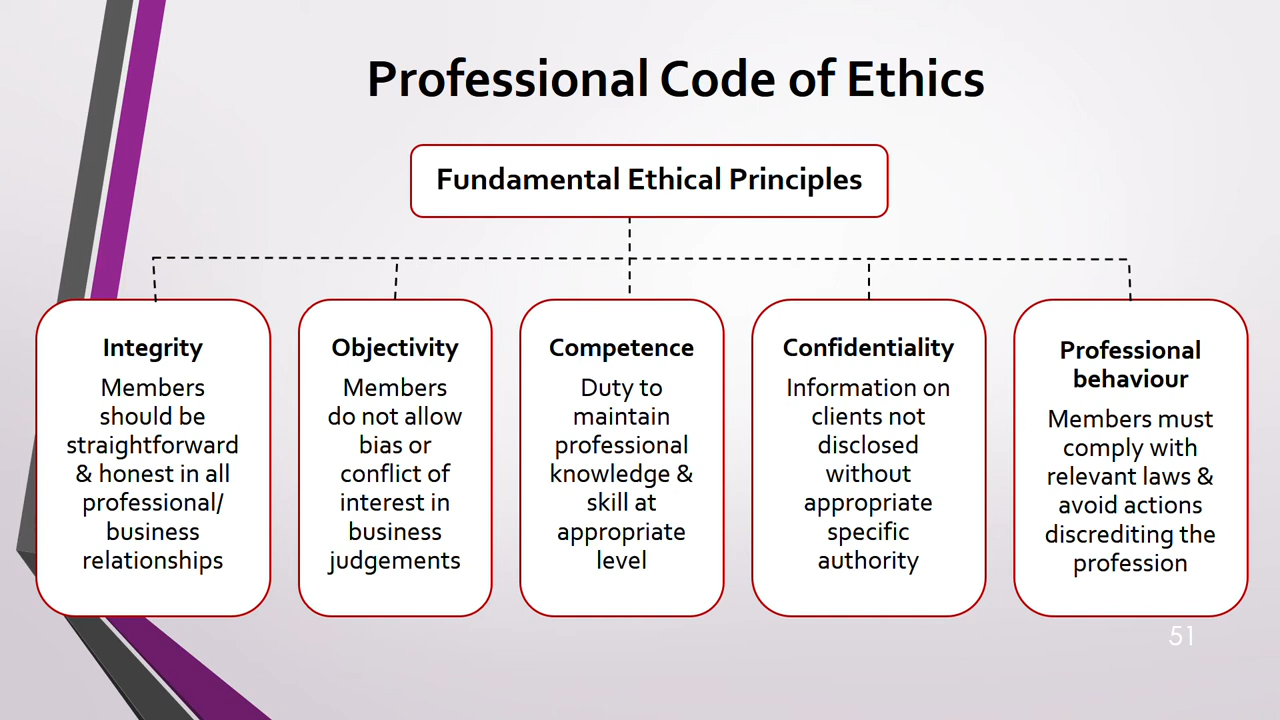 Professional Code of Ethics
Fundamental Ethical Principles
Integrity
Members
should be
straightforward
& honest in all
professional/
business
relationships
Objectivity
Members
do not allow
bias or
conflict of
interest in
business
judgements
Competence
Duty to
maintain
professional
knowledge &
skill at
appropriate
level
Confidentiality
Information on
clients not
disclosed
without
appropriate
specific
authority
Professional
behaviour
Members must
comply with
relevant laws &
avoid actions
discrediting the
profession
51